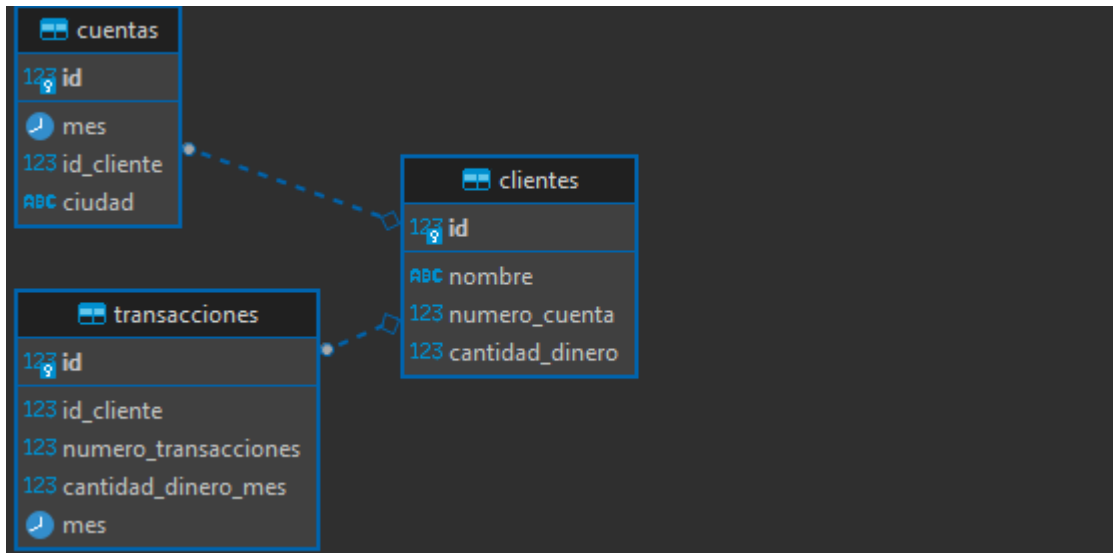 cuentas
123 id
mes
123 id_cliente
ABC ciudad
clientes
123 id
ABC nombre
123 numero_cuenta
123 cantidad_dinero
transacciones
123 id
123 id_cliente
123 numero_transacciones
123 cantidad_dinero_mes
mes